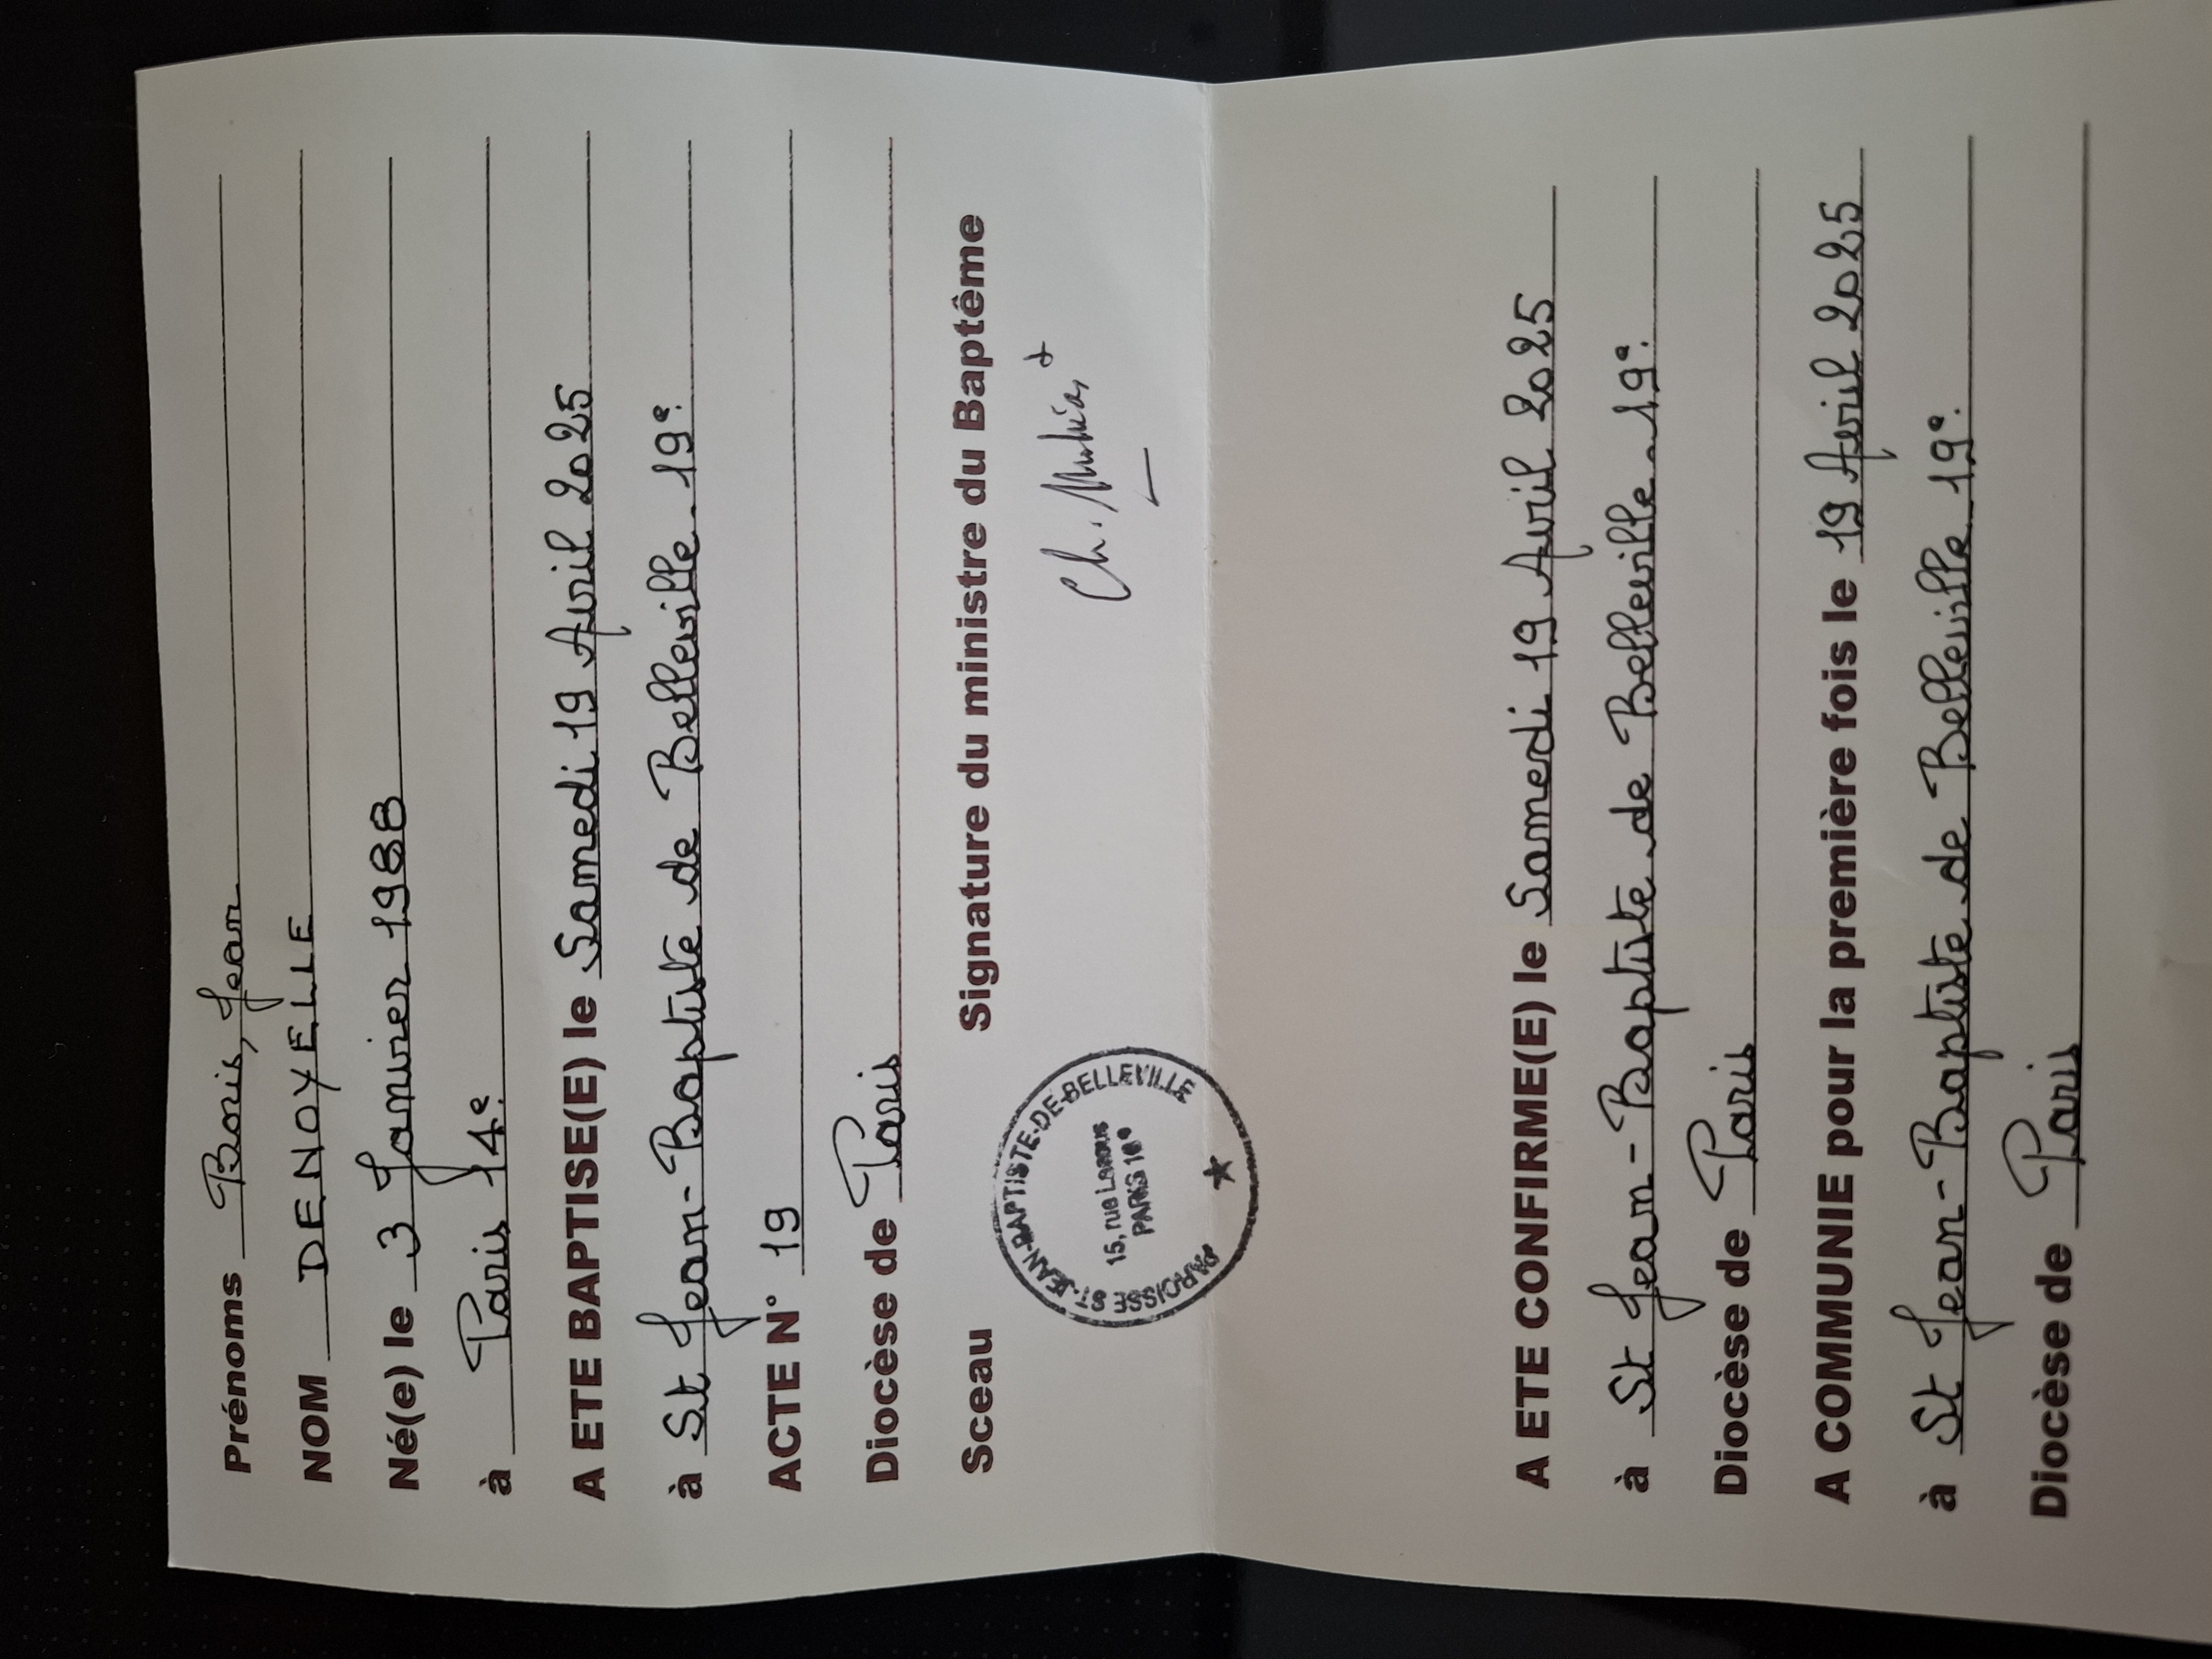 Prénoms Boris, Jean
NOM DENOYELLE
Né(e) le 3 Janvier 1988
à Paris 14e
A ETE BAPTISE(E) le Samedi 19 Avril 2025
à St Jean-Baptiste de Belleville. 19e
ACTE N° 19
Diocèse de Paris
Sceau Signature du ministre du Baptême
PAROISSE ST-JEAN-BAPTISTE-DE-BELLEVILLE
15, rue
PARIS
Ch.
A ETE CONFIRME(E) le Samedi 19 Avril 2025
à St Jean-Baptiste de Belleville. 19e
Diocèse de Paris
A COMMUNIE pour la première fois le 19 Avril 2025
à St Jean-Baptiste de Belleville. 19e
Diocèse de Paris